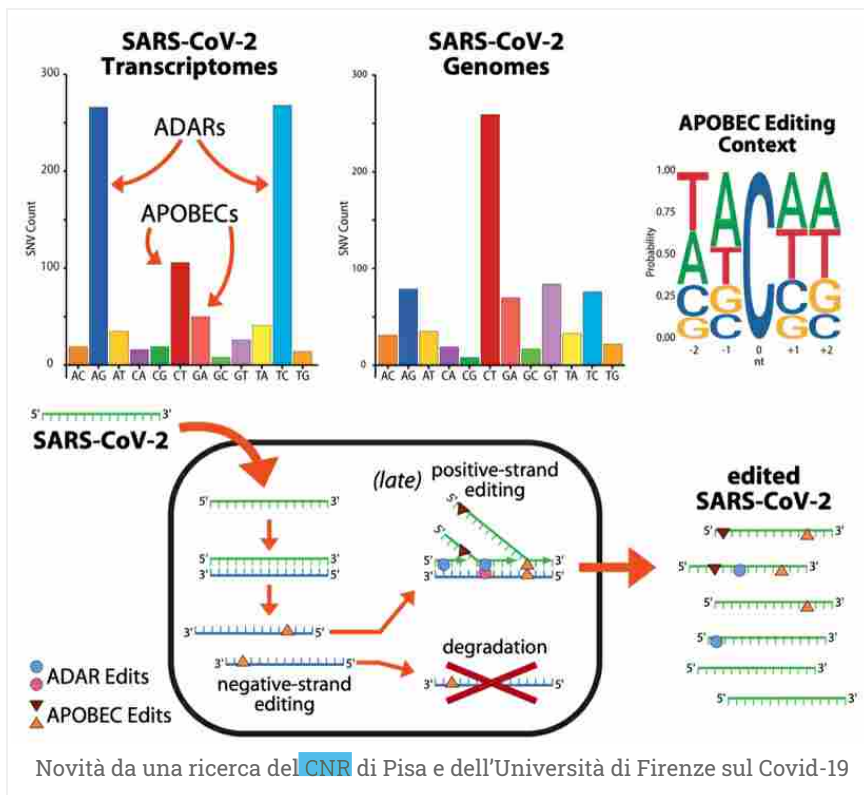 SARS-CoV-2
Transcriptomes
300
200
100
0
SNV Count
ADARs
APOBECs
AC AG AT CA CG CT GA GC GT TA TC TG
SARS-CoV-2
Genomes
300
200
100
0
SNV Count
AC AG AT CA CG CT GA GC GT TA TC TG
APOBEC Editing
Context
1.00
0.75
0.50
0.25
0.00
Probability
T A C A A
A T T T
C G C G
G C G C
-2 -1 0 +1 +2
nt
5' 3'
SARS-CoV-2
5' 3'
5' 3'
3' 5'
3' 5'
3' 5'
negative-strand
editing
(late)
positive-strand
editing
5'
5'
5' 3'
3' 5'
degradation
3' 5'
edited
SARS-CoV-2
5' 3'
5' 3'
5' 3'
5' 3'
5' 3'
5' 3'
ADAR Edits
APOBEC Edits
Novità da una ricerca del CNR di Pisa e dell'Università di Firenze sul Covid-19